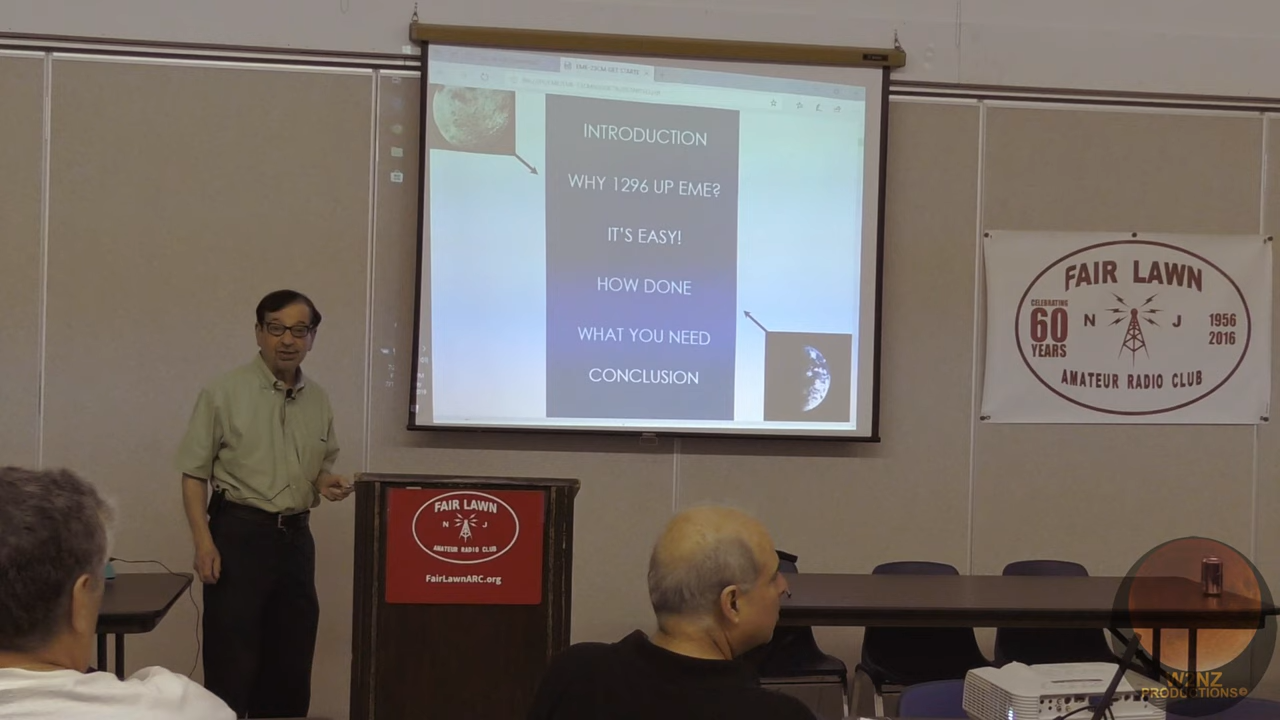 INTRODUCTION
WHY 1296 UP EME?
IT'S EASY!
HOW DONE
WHAT YOU NEED
CONCLUSION
FAIR LAWN
CELEBRATING
60
YEARS
N J
1956
2016
AMATEUR RADIO CLUB
FAIR LAWN
N J
AMATEUR RADIO CLUB
FairLawnARC.org
W2NZ
PRODUCTIONS©